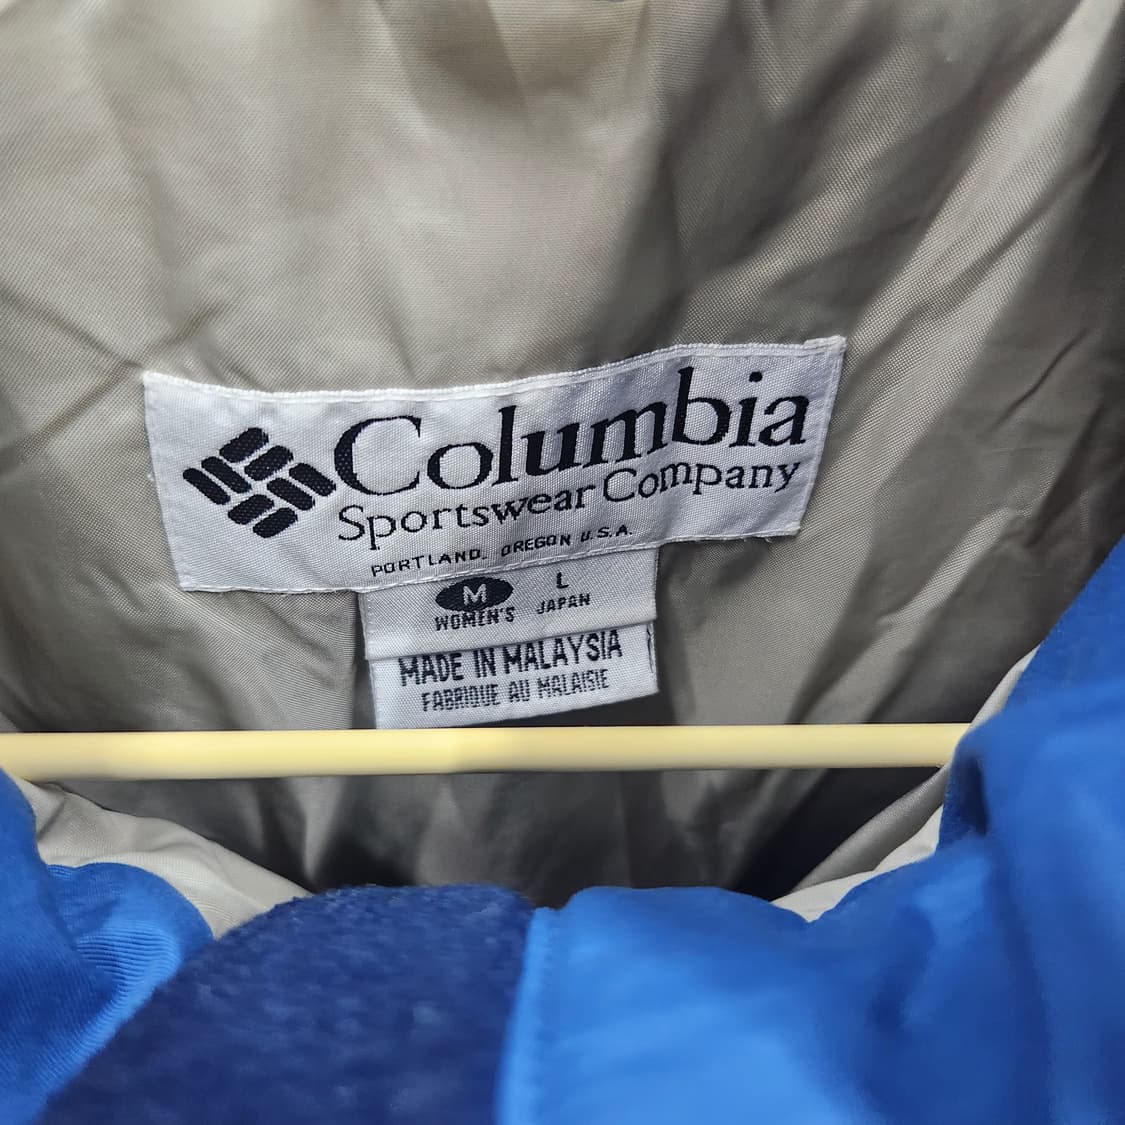 Columbia
Sportswear Company
PORTLAND, OREGON U.S.A.
M L
WOMEN'S JAPAN
MADE IN MALAYSIA
FABRIQUE AU MALAISIE